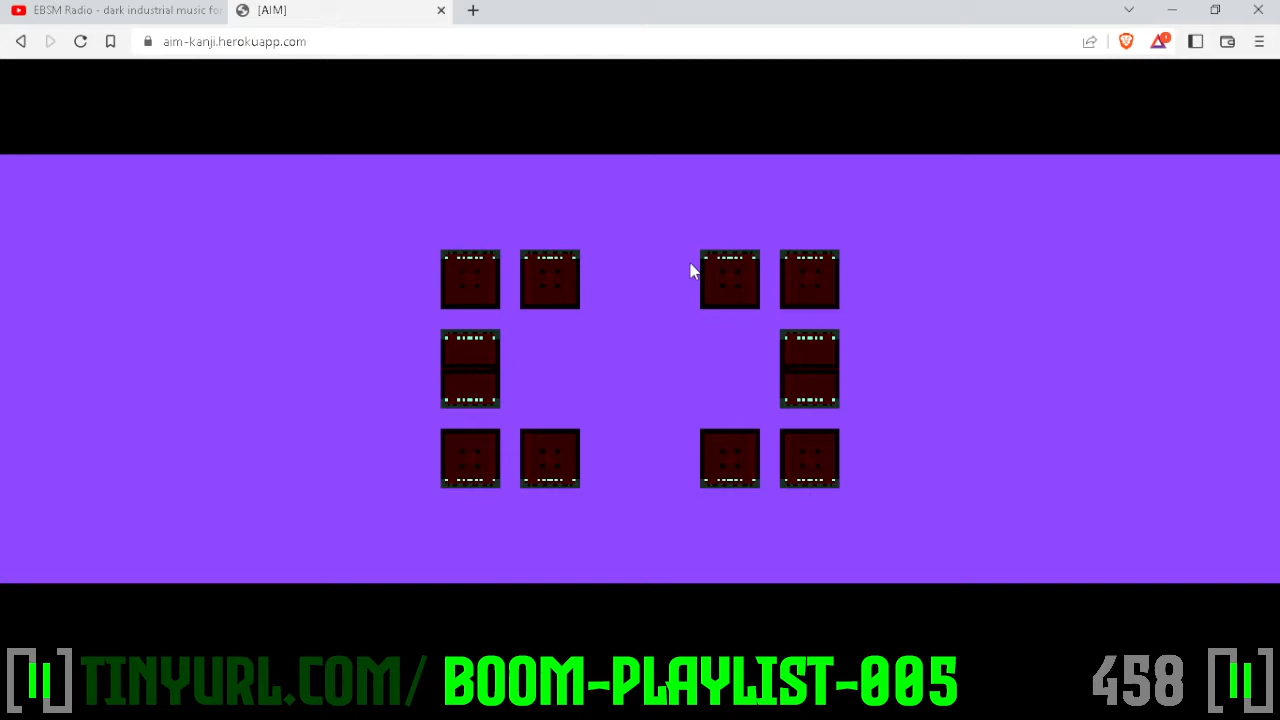 EBSM Radio - dark industrial music for
[AIM]
aim-kanji.herokuapp.com
TINYURL.COM/ BOOM-PLAYLIST-005
458